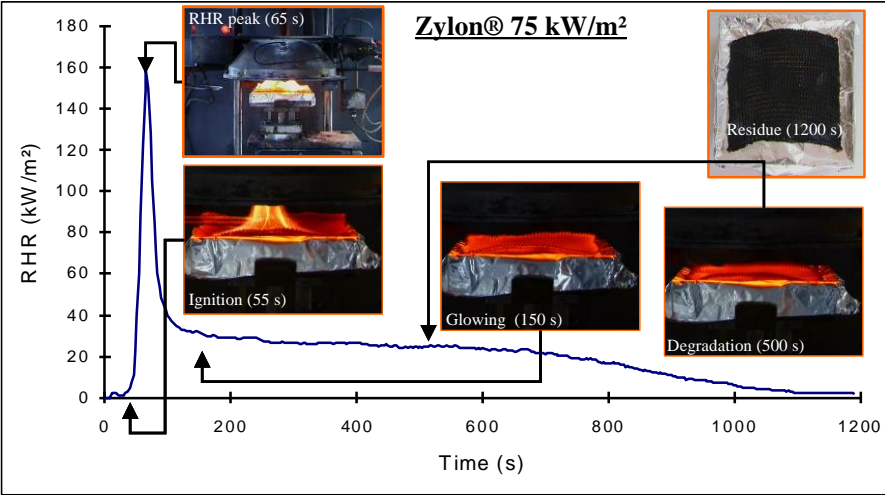 Zylon® 75 kW/m²
RHR peak (65 s)
Residue (1200 s)
Ignition (55 s)
Glowing (150 s)
Degradation (500 s)
RHR (kW/m²)
180
160
140
120
100
80
60
40
20
0
0 200 400 600 800 1000 1200
Time (s)